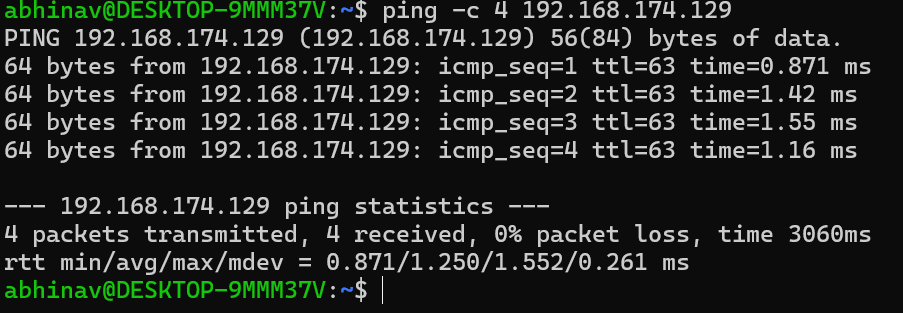 abhinav@DESKTOP-9MMM37V:~$ ping -c 4 192.168.174.129
PING 192.168.174.129 (192.168.174.129) 56(84) bytes of data.
64 bytes from 192.168.174.129: icmp_seq=1 ttl=63 time=0.871 ms
64 bytes from 192.168.174.129: icmp_seq=2 ttl=63 time=1.42 ms
64 bytes from 192.168.174.129: icmp_seq=3 ttl=63 time=1.55 ms
64 bytes from 192.168.174.129: icmp_seq=4 ttl=63 time=1.16 ms

--- 192.168.174.129 ping statistics ---
4 packets transmitted, 4 received, 0% packet loss, time 3060ms
rtt min/avg/max/mdev = 0.871/1.250/1.552/0.261 ms
abhinav@DESKTOP-9MMM37V:~$